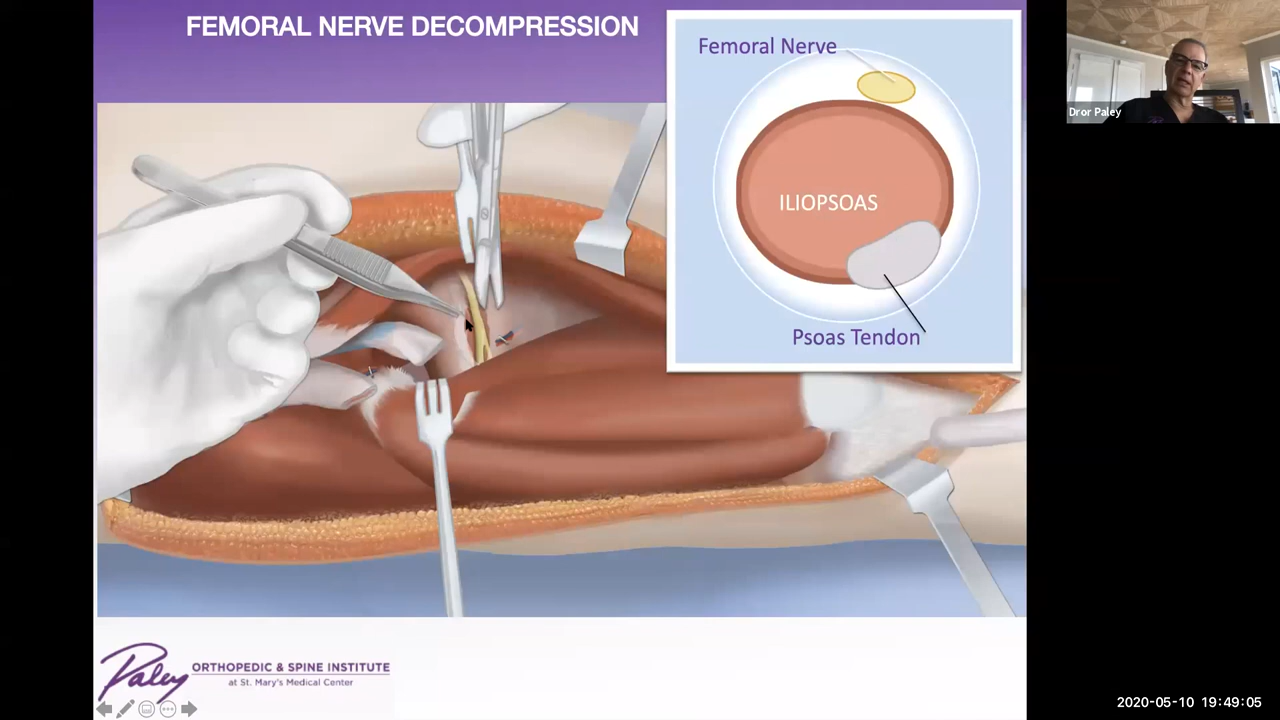 FEMORAL NERVE DECOMPRESSION
Femoral Nerve
ILIOPSOAS
Psoas Tendon
Dror Paley
Paley
ORTHOPEDIC & SPINE INSTITUTE
at St. Mary's Medical Center
2020-05-10 19:49:05